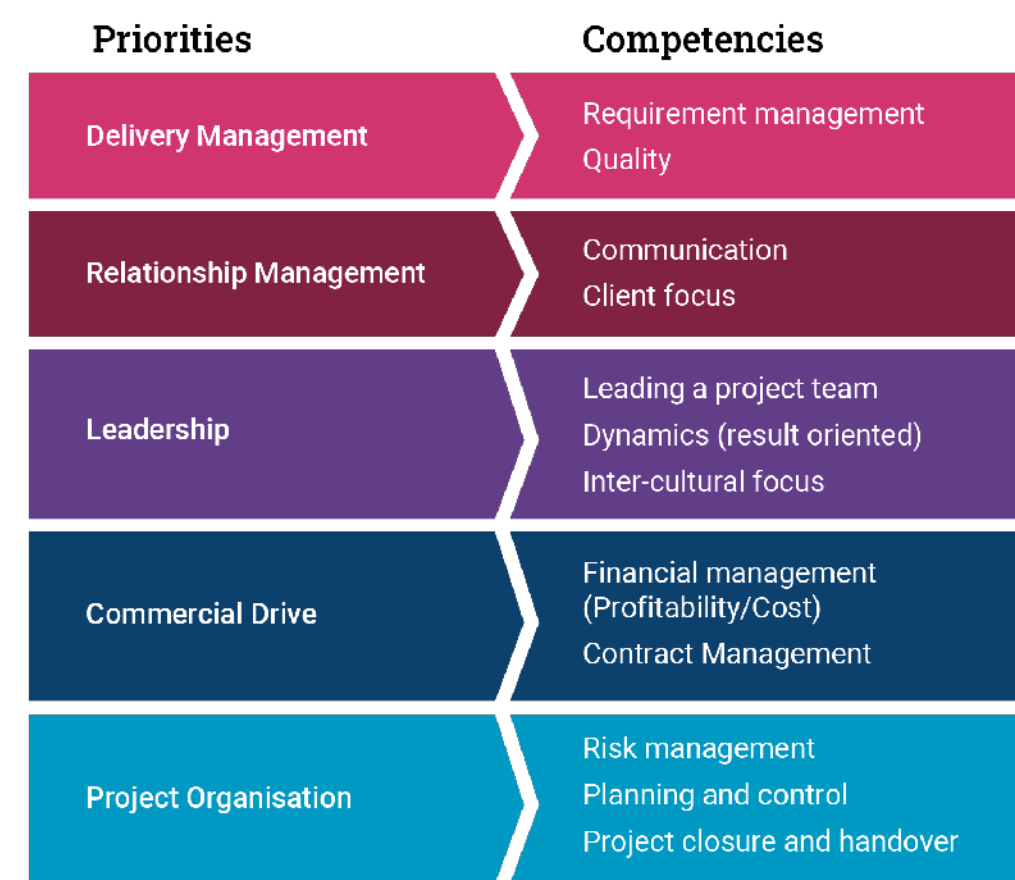 Priorities
Competencies
Delivery Management
Requirement management
Quality
Relationship Management
Communication
Client focus
Leadership
Leading a project team
Dynamics (result oriented)
Inter-cultural focus
Commercial Drive
Financial management
(Profitability/Cost)
Contract Management
Project Organisation
Risk management
Planning and control
Project closure and handover